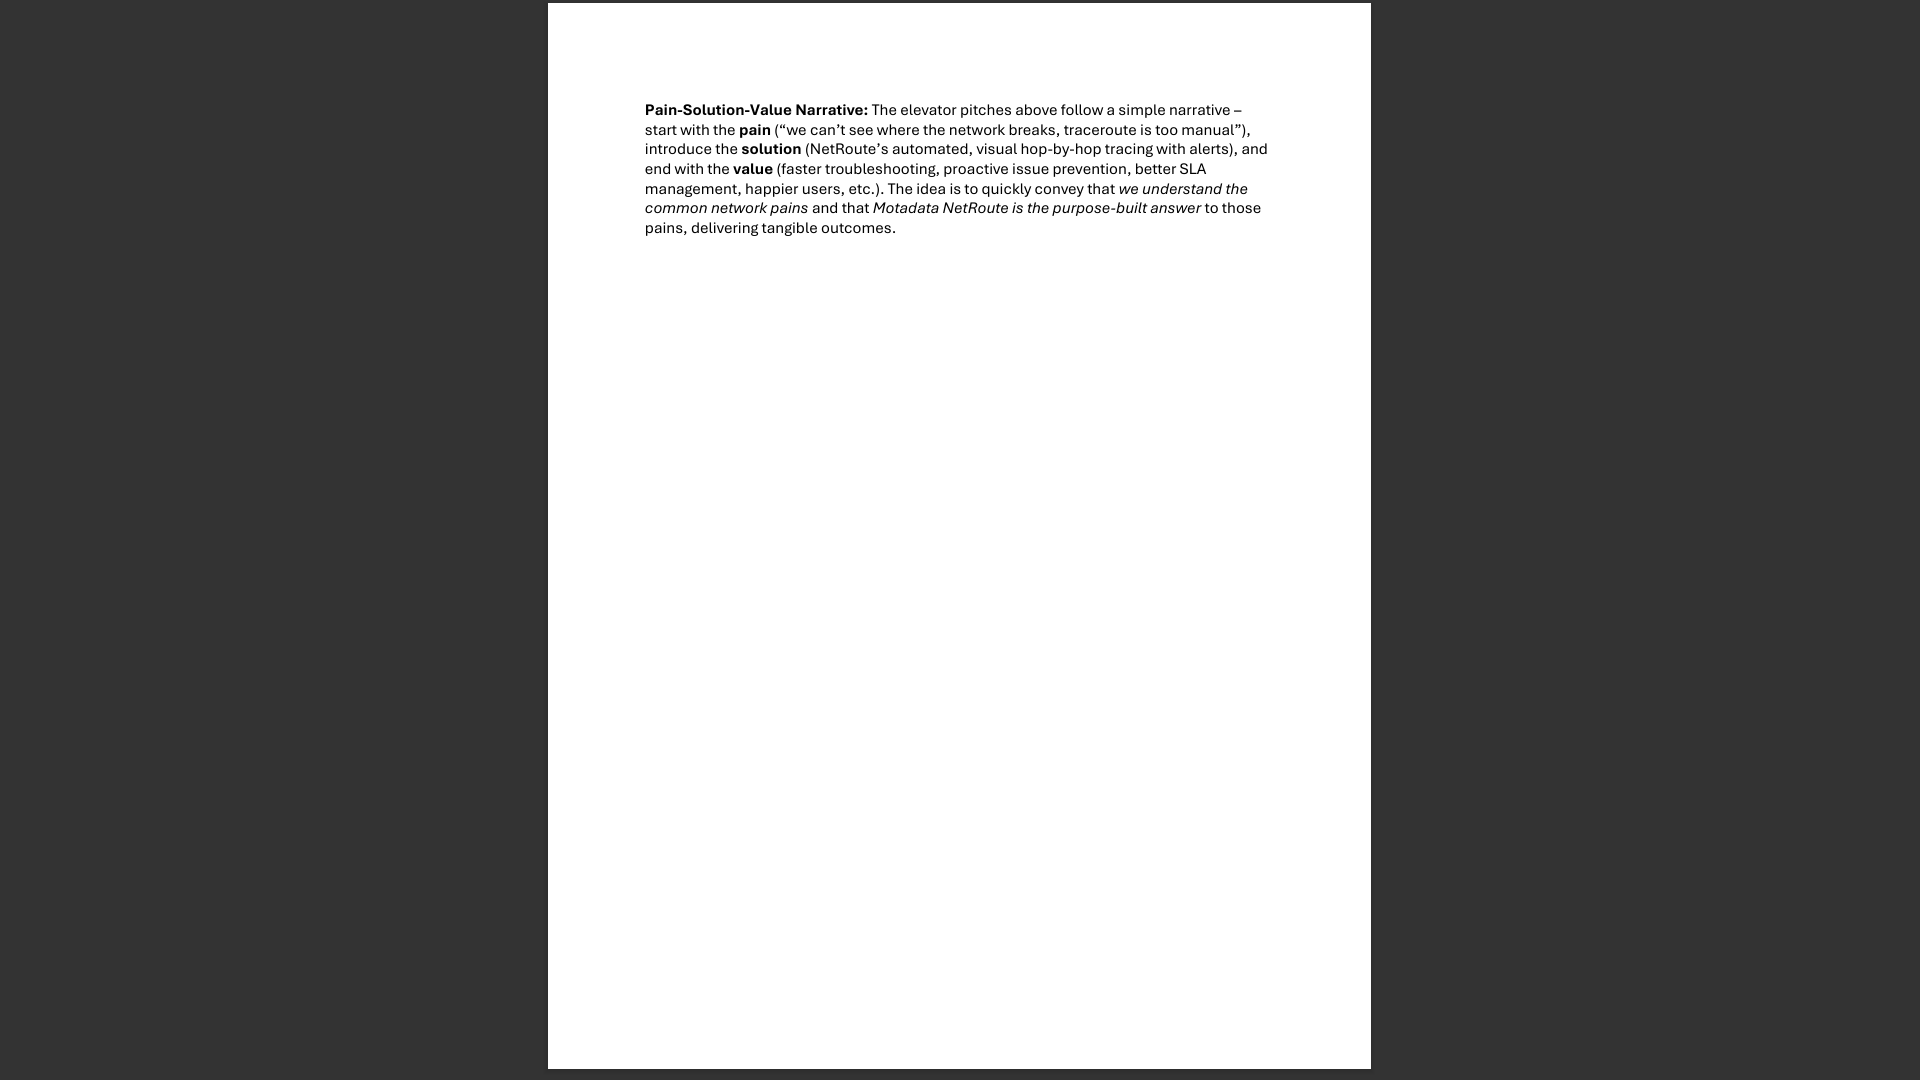 Pain-Solution-Value Narrative: The elevator pitches above follow a simple narrative –
start with the pain (“we can’t see where the network breaks, traceroute is too manual”),
introduce the solution (NetRoute’s automated, visual hop-by-hop tracing with alerts), and
end with the value (faster troubleshooting, proactive issue prevention, better SLA
management, happier users, etc.). The idea is to quickly convey that we understand the
common network pains and that Motadata NetRoute is the purpose-built answer to those
pains, delivering tangible outcomes.